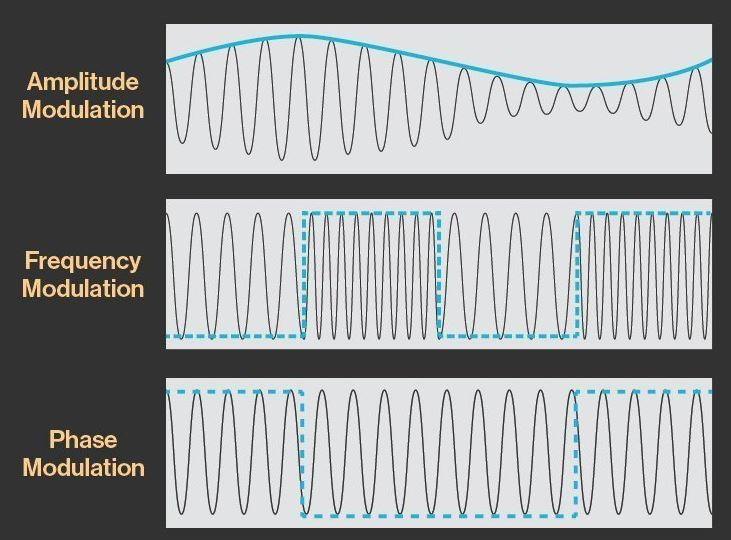 Amplitude
Modulation
Frequency
Modulation
Phase
Modulation